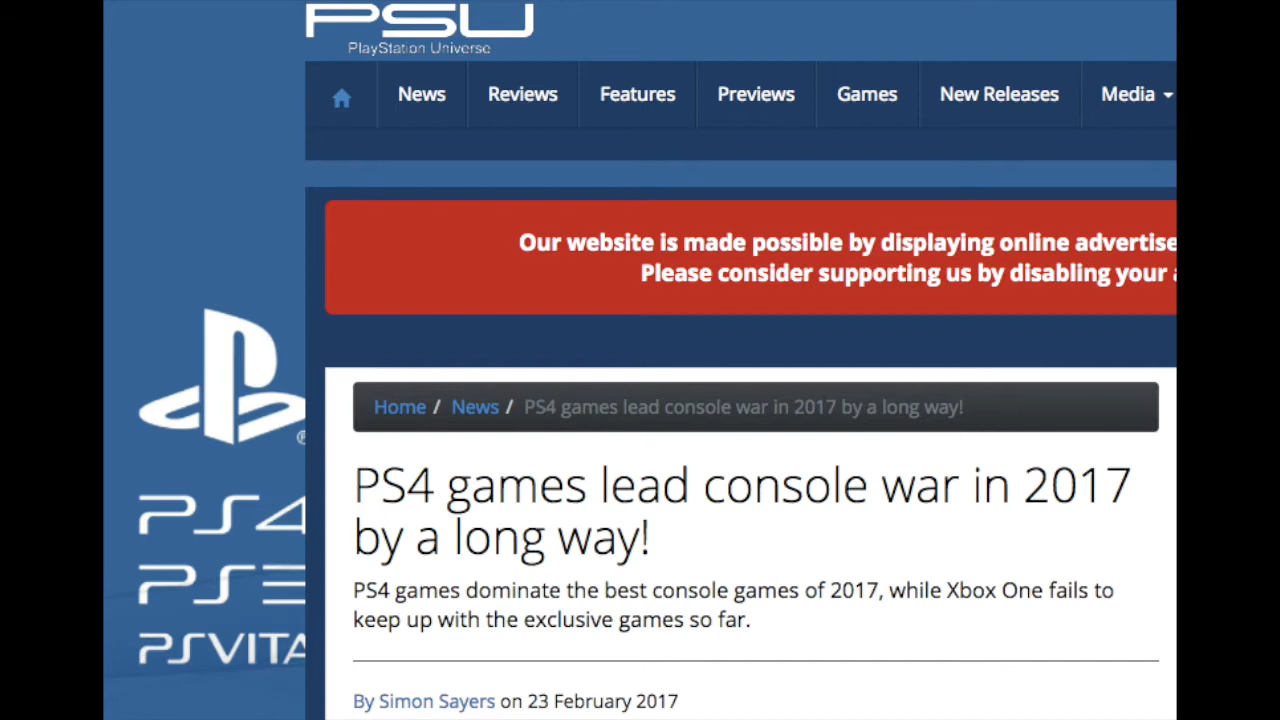 PSU
PlayStation Universe
News Reviews Features Previews Games New Releases Media
Our website is made possible by displaying online
Please consider supporting us by disabling your
Home / News / PS4 games lead console war in 2017 by a long way!
PS4 games lead console war in 2017
by a long way!
PS4 games dominate the best console games of 2017, while Xbox One fails to
keep up with the exclusive games so far.
By Simon Sayers on 23 February 2017
PS4
PS3
PSVITA